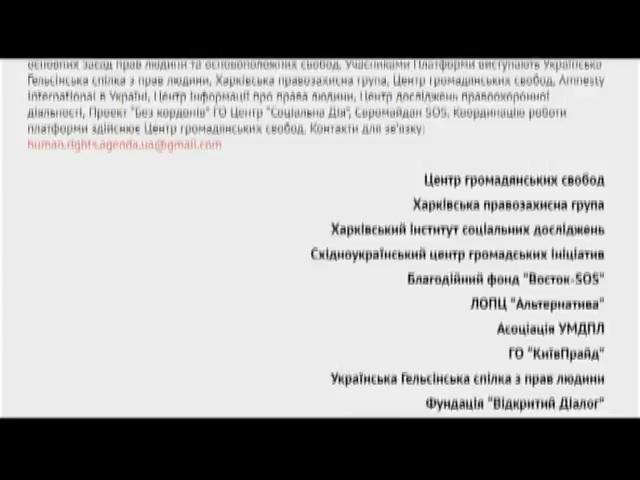 основних засад прав людини та основоположних свобод. Учасниками Платформи виступають Українська
Гельсінська спілка з прав людини, Харківська правозахисна група, Центр громадянських свобод, Amnesty
International в Україні, Центр інформації про права людини, Центр досліджень правоохоронної
діяльності, Проект "Без кордонів" ГО Центр "Соціальна Дія", Євромайдан SOS. Координацію роботи
платформи здійснює Центр громадянських свобод. Контакти для зв'язку:
human.rights.agenda.ua@gmail.com
Центр громадянських свобод
Харківська правозахисна група
Харківський інститут соціальних досліджень
Східноукраїнський центр громадських ініціатив
Благодійний фонд "Восток-SOS"
ЛОПЦ "Альтернатива"
Асоціація УМДПЛ
ГО "КиївПрайд"
Українська Гельсінська спілка з прав людини
Фундація "Відкритий Діалог"